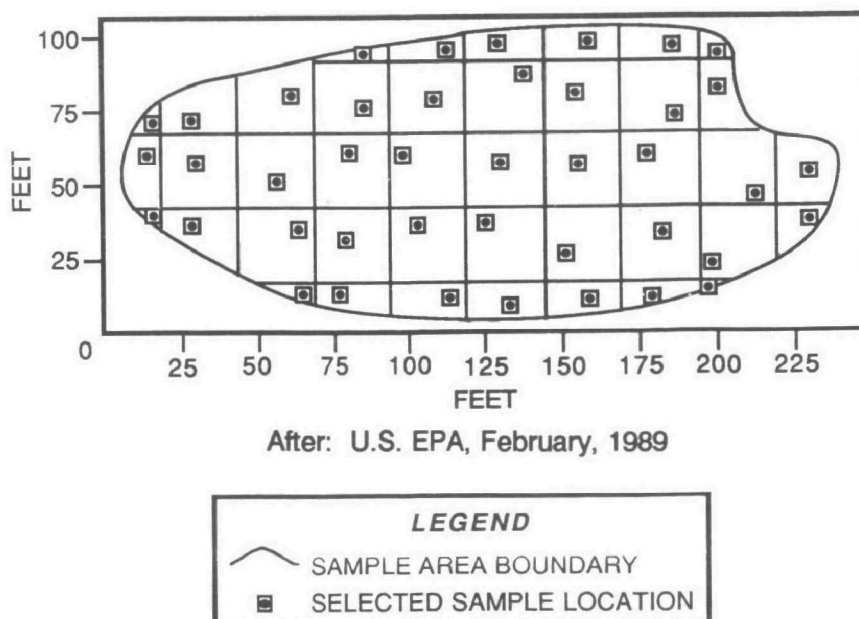 100
75
50
25
0
FEET
25 50 75 100 125 150 175 200 225
FEET
After: U.S. EPA, February, 1989
LEGEND
SAMPLE AREA BOUNDARY
SELECTED SAMPLE LOCATION